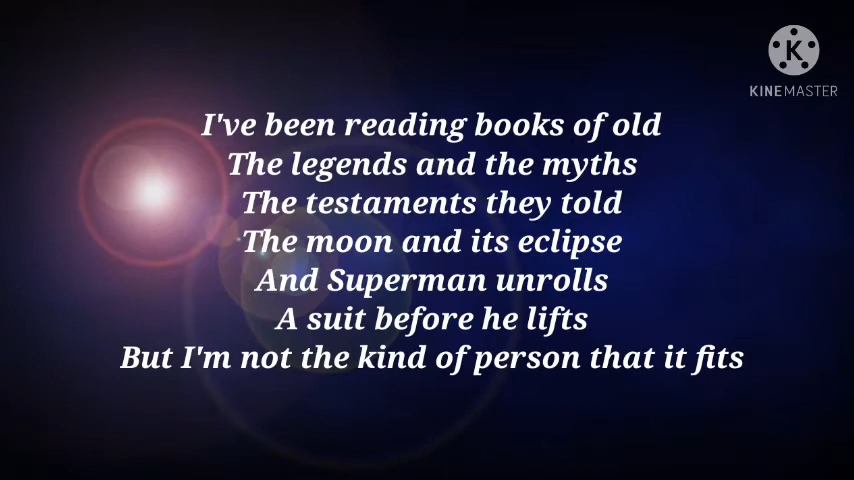 K
KINEMASTER
I've been reading books of old
The legends and the myths
The testaments they told
The moon and its eclipse
And Superman unrolls
A suit before he lifts
But I'm not the kind of person that it fits